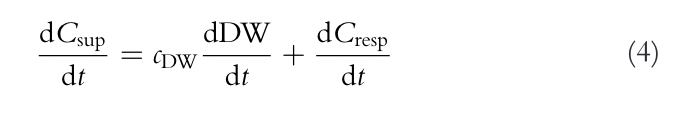 dC_sup/dt = c_DW dDW/dt + dC_resp/dt (4)